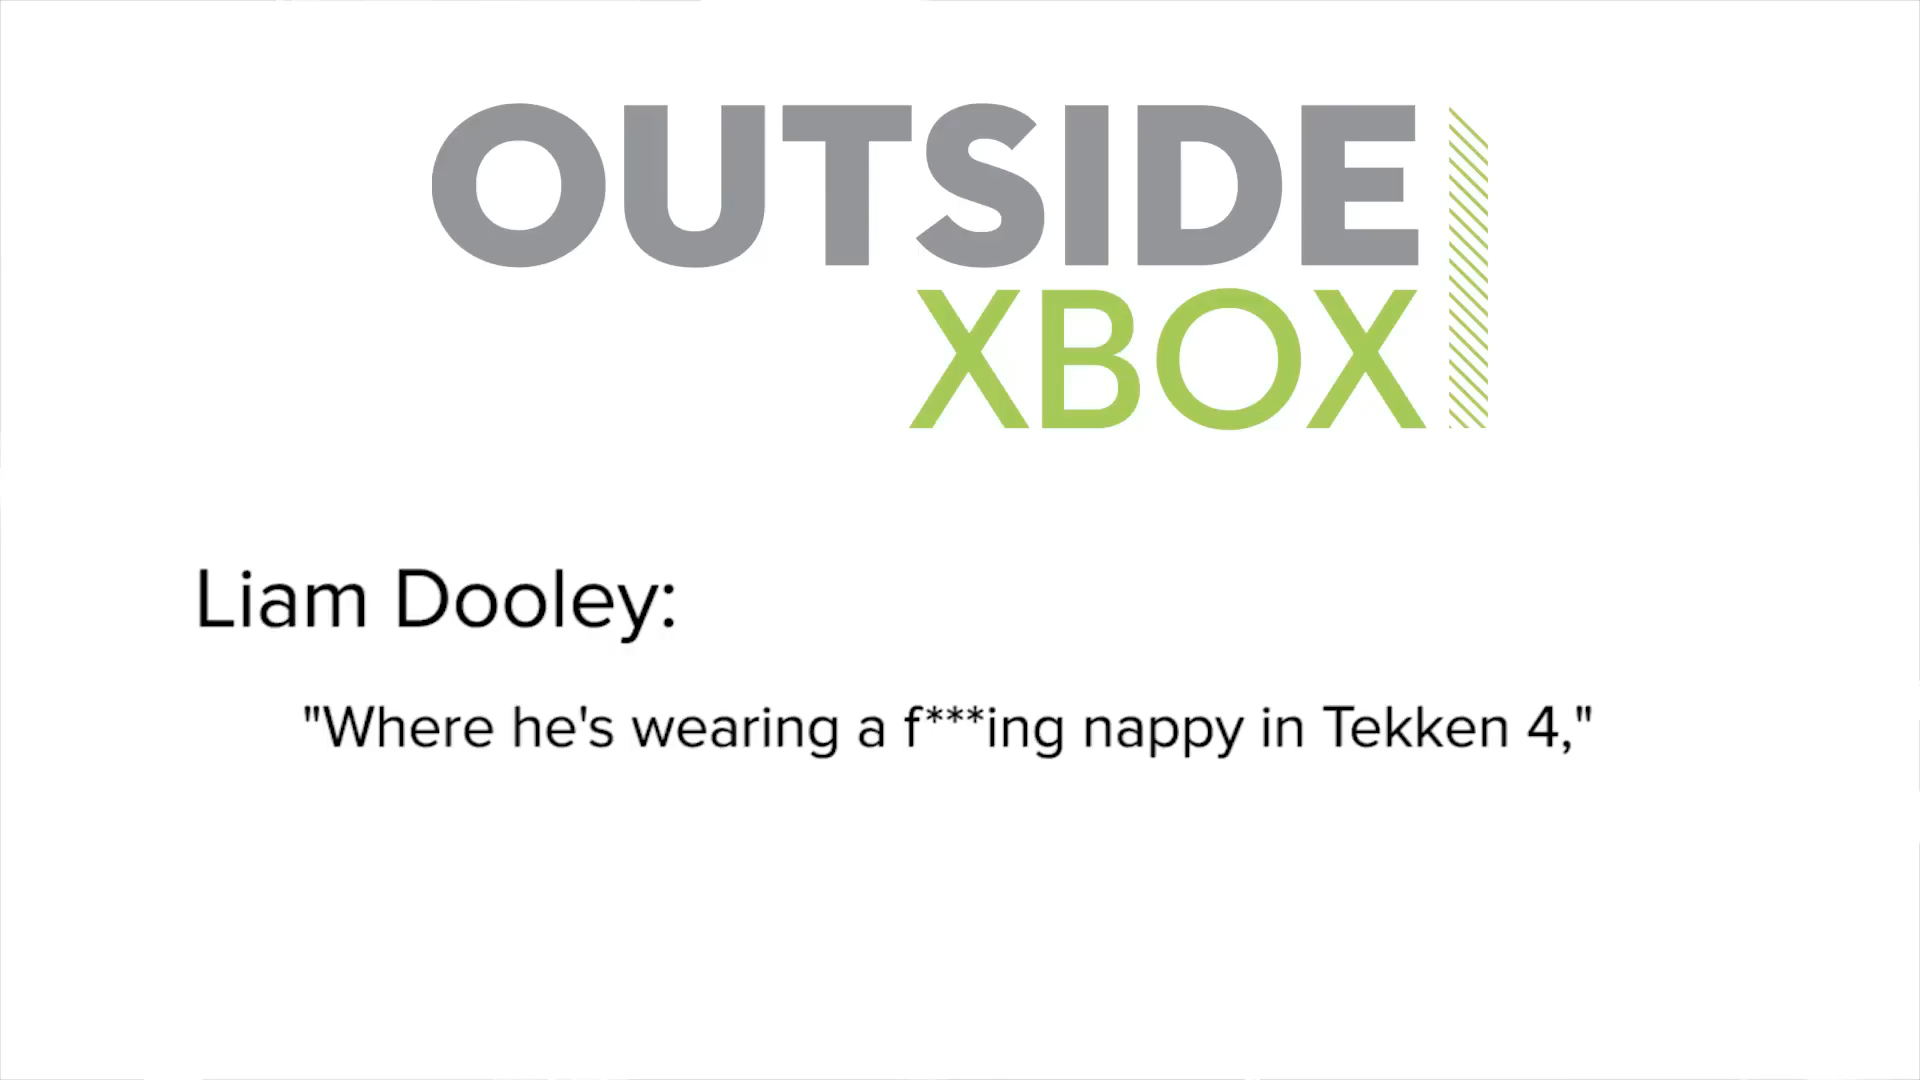 OUTSIDE
XBOX
Liam Dooley:
"Where he's wearing a f***ing nappy in Tekken 4,"